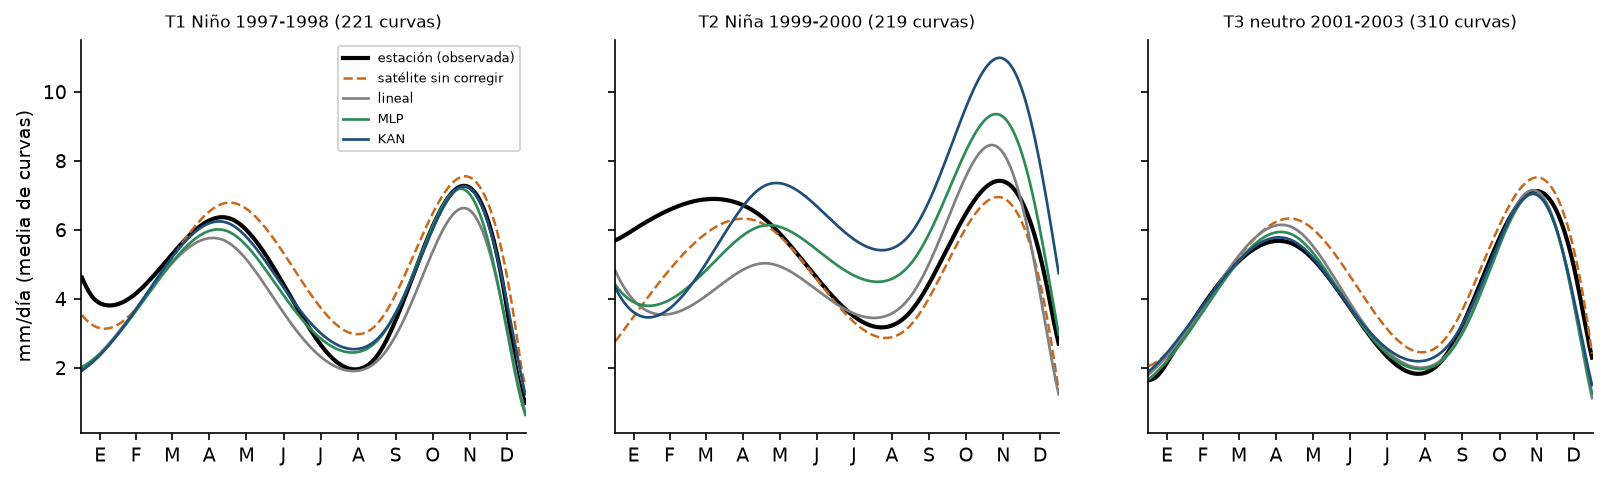 T1 Niño 1997-1998 (221 curvas)
T2 Niña 1999-2000 (219 curvas)
T3 neutro 2001-2003 (310 curvas)
estación (observada)
satélite sin corregir
lineal
MLP
KAN
mm/día (media de curvas)
10
8
6
4
2
E F M A M J J A S O N D
E F M A M J J A S O N D
E F M A M J J A S O N D